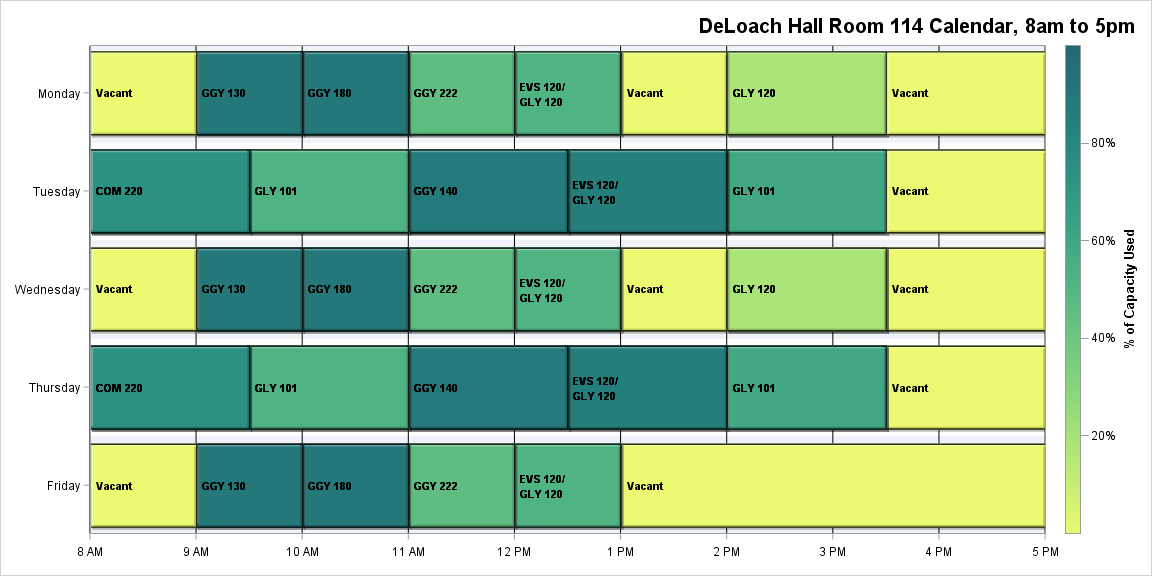 DeLoach Hall Room 114 Calendar, 8am to 5pm
Monday
Vacant
GGY 130
GGY 180
GGY 222
EVS 120/
GLY 120
Vacant
GLY 120
Vacant
Tuesday
COM 220
GLY 101
GGY 140
EVS 120/
GLY 120
GLY 101
Vacant
Wednesday
Vacant
GGY 130
GGY 180
GGY 222
EVS 120/
GLY 120
Vacant
GLY 120
Vacant
Thursday
COM 220
GLY 101
GGY 140
EVS 120/
GLY 120
GLY 101
Vacant
Friday
Vacant
GGY 130
GGY 180
GGY 222
EVS 120/
GLY 120
Vacant
8 AM
9 AM
10 AM
11 AM
12 PM
1 PM
2 PM
3 PM
4 PM
5 PM
80%
60%
40%
20%
% of Capacity Used